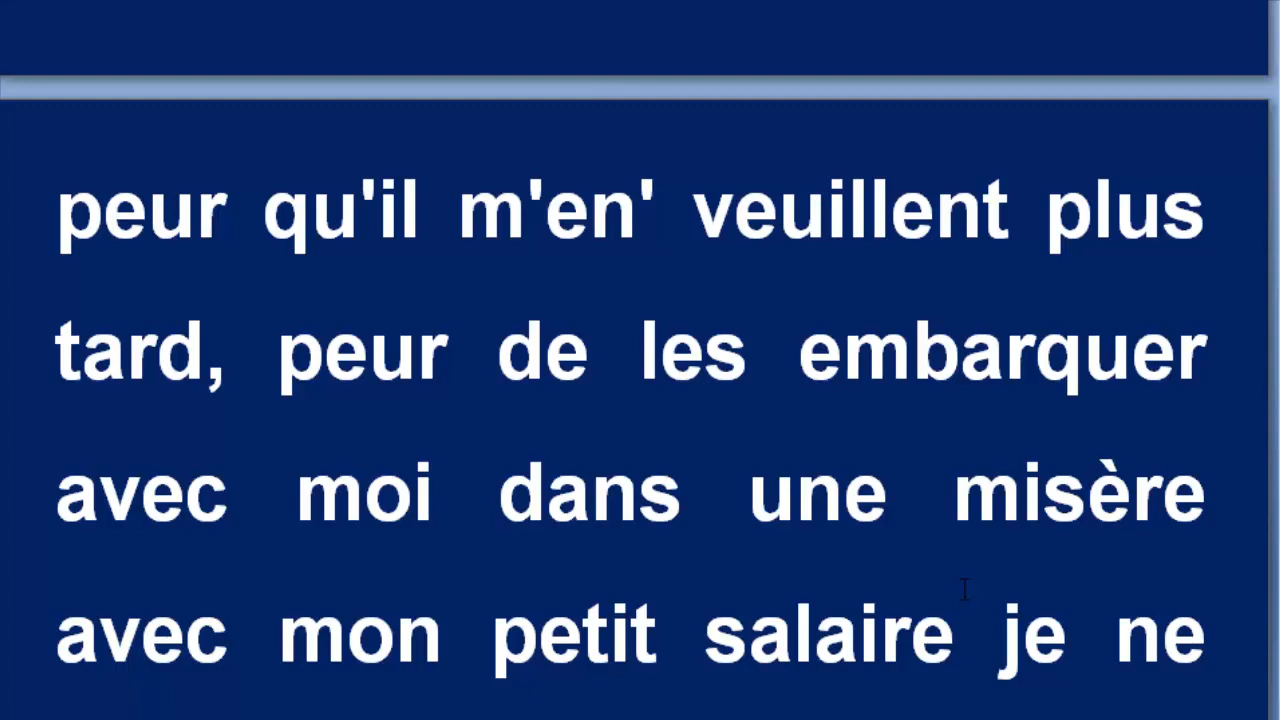 peur qu'il m'en' veuillent plus
tard, peur de les embarquer
avec moi dans une misère
avec mon petit salaire je ne